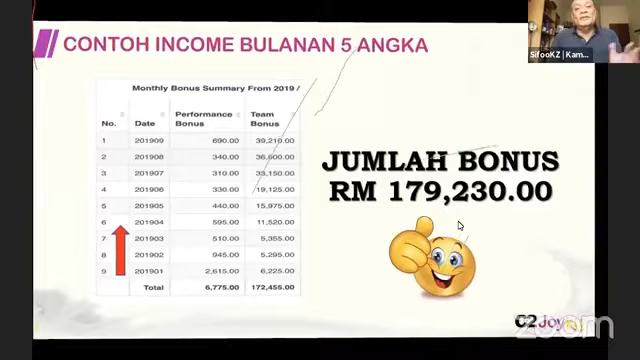 CONTOH INCOME BULANAN 5 ANGKA
SifooKZ | Kam...
Monthly Bonus Summary From 2019 /
No. Date Performance Bonus Team Bonus
1 201909 690.00 39,210.00
2 201908 340.00 36,600.00
3 201907 310.00 33,150.00
4 201906 330.00 19,125.00
5 201905 440.00 15,975.00
6 201904 595.00 11,520.00
7 201903 510.00 5,355.00
8 201902 945.00 5,295.00
9 201901 2,615.00 6,225.00
Total 6,775.00 172,455.00
JUMLAH BONUS
RM 179,230.00
C2Joy
zoom